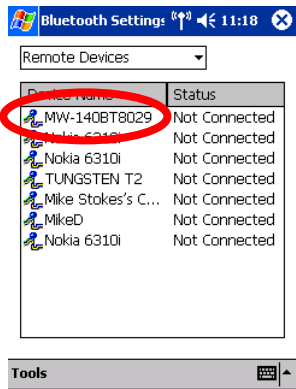 Bluetooth Settings 11:18
Remote Devices
Device Name Status
MW-140BT8029 Not Connected
Nokia 6310i Not Connected
Nokia 6310i Not Connected
TUNGSTEN T2 Not Connected
Mike Stokes's C... Not Connected
MikeD Not Connected
Nokia 6310i Not Connected
Tools